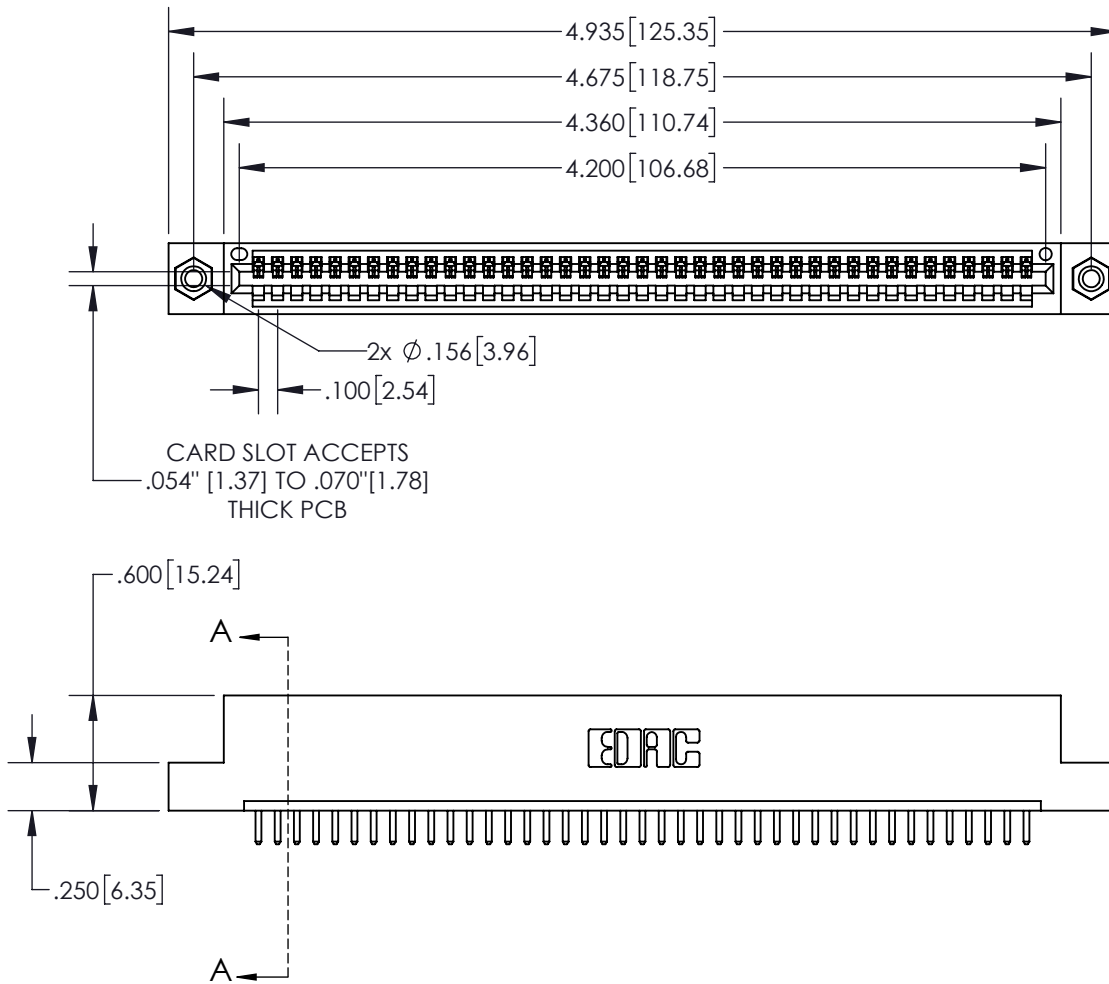 4.935[125.35]
4.675[118.75]
4.360[110.74]
4.200[106.68]
2x Ø.156[3.96]
.100[2.54]
CARD SLOT ACCEPTS
.054" [1.37] TO .070"[1.78]
THICK PCB
.600[15.24]
A
EDAC
.250[6.35]
A